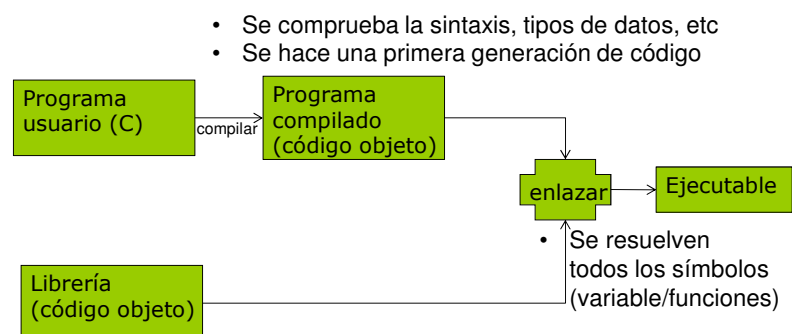 • Se comprueba la sintaxis, tipos de datos, etc
• Se hace una primera generación de código
Programa
usuario (C)
compilar
Programa
compilado
(código objeto)
enlazar
Ejecutable
• Se resuelven
todos los símbolos
(variable/funciones)
Librería
(código objeto)